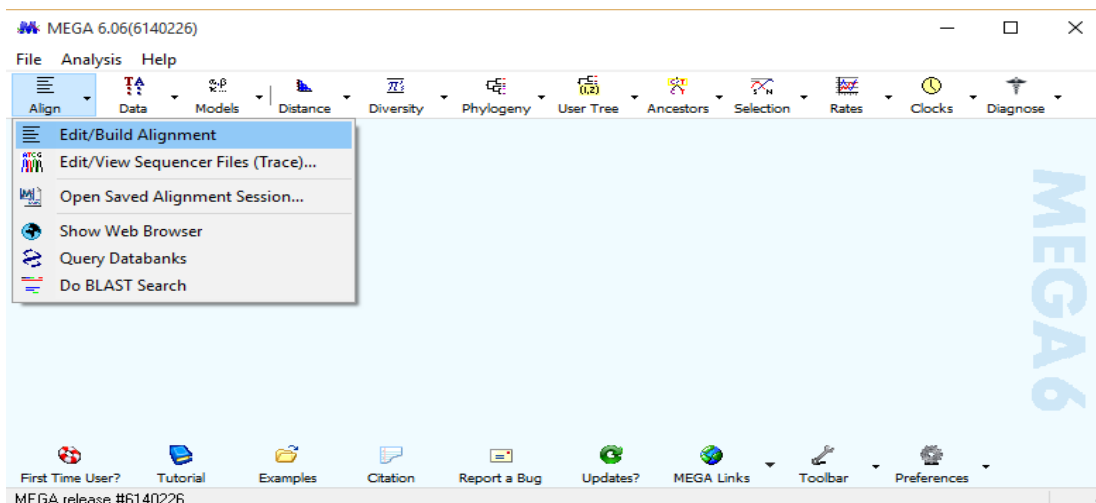 MEGA 6.06(6140226)
File Analysis Help
Align Data Models Distance Diversity Phylogeny User Tree Ancestors Selection Rates Clocks Diagnose
Edit/Build Alignment
Edit/View Sequencer Files (Trace)...
Open Saved Alignment Session...
Show Web Browser
Query Databanks
Do BLAST Search
MEGA 6
First Time User? Tutorial Examples Citation Report a Bug Updates? MEGA Links Toolbar Preferences
MEGA release #6140226